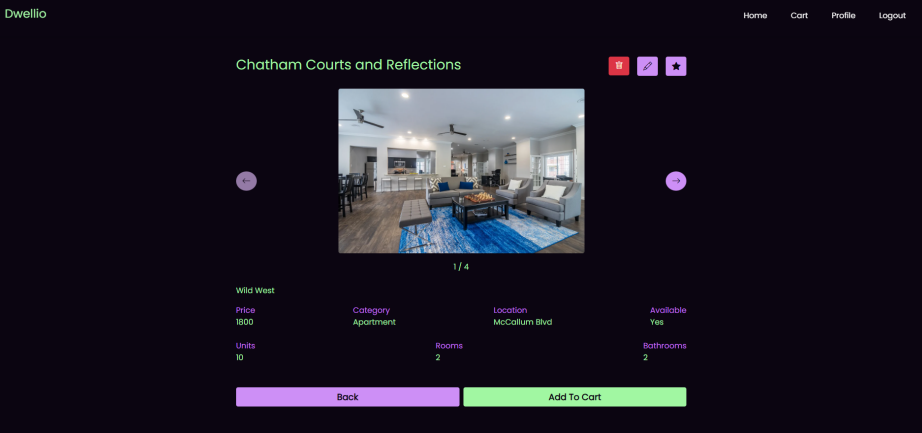 Dwellio
Home Cart Profile Logout
Chatham Courts and Reflections
1 / 4
Wild West
Price Category Location Available
1800 Apartment McCallum Blvd Yes
Units Rooms Bathrooms
10 2 2
Back Add To Cart